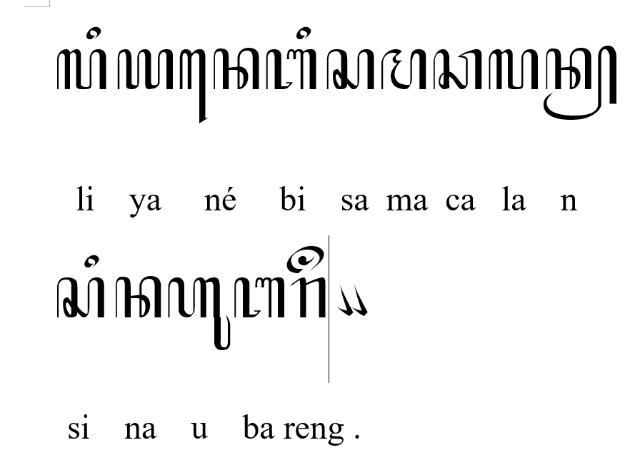 ꦭꦶꦪꦤꦺꦧꦶꦱꦩꦕꦭꦤ꧀
li ya né bi sa ma ca la n
ꦱꦶꦤꦲꦸꦧꦫꦼꦁ꧉
si na u ba reng .